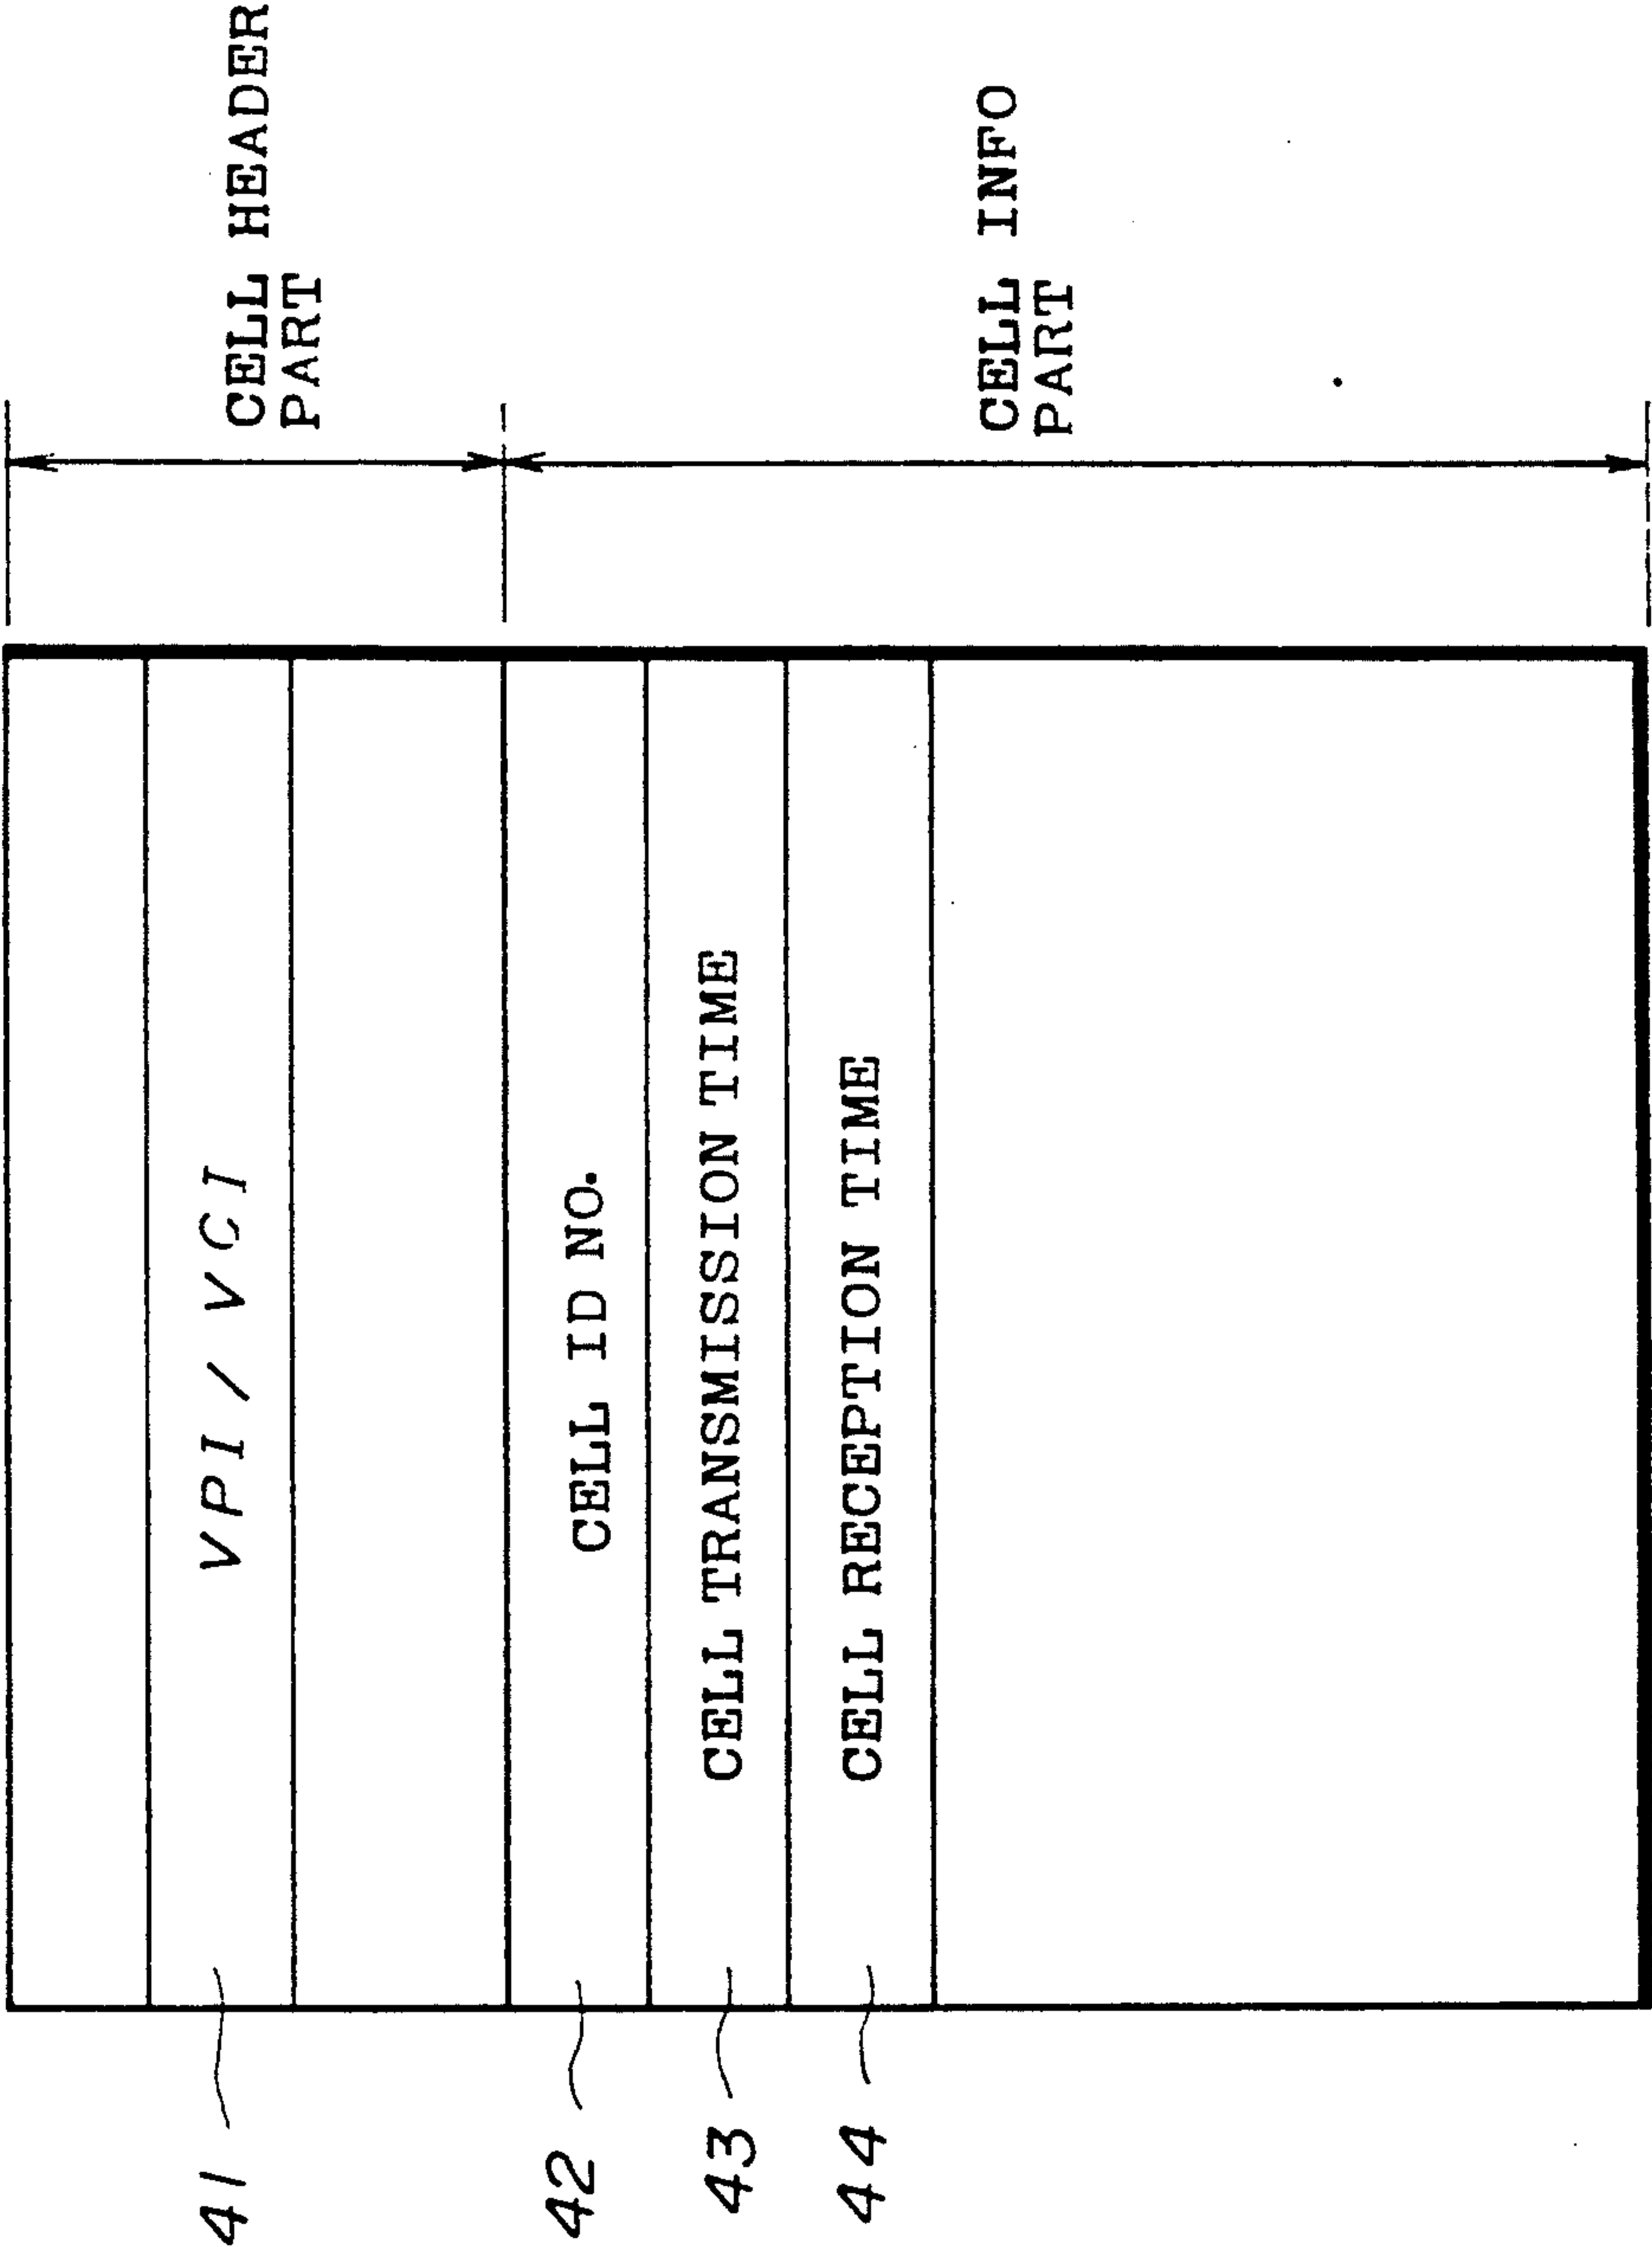 CELL HEADER
PART
CELL INFO
PART
41
VPI / VCI
42
CELL ID NO.
43
CELL TRANSMISSION TIME
44
CELL RECEPTION TIME